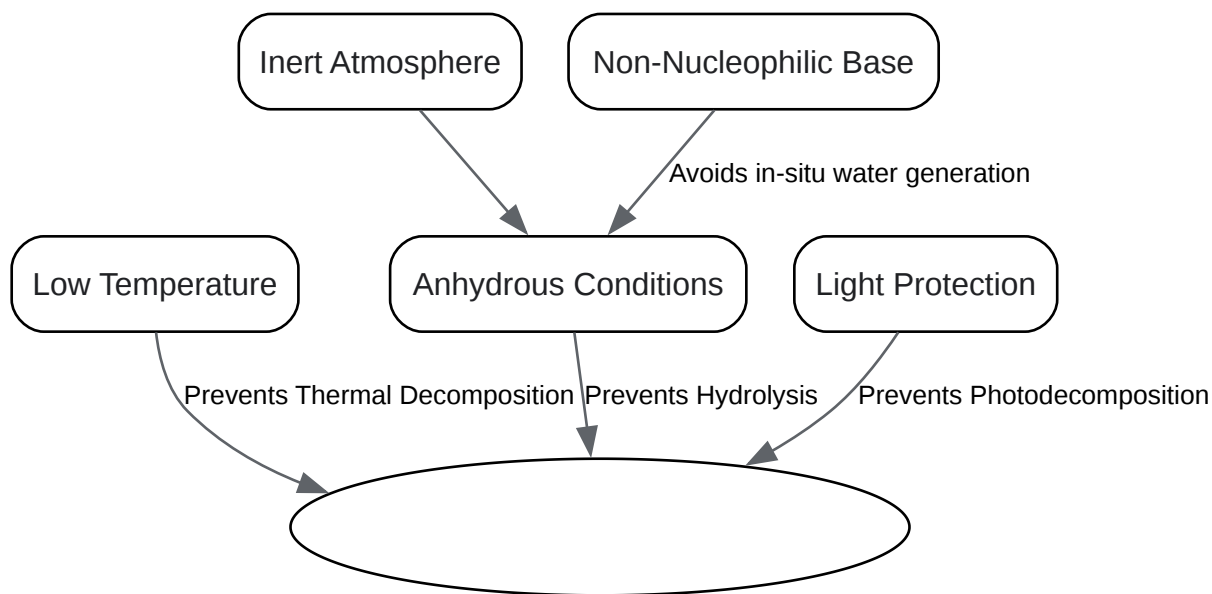 Inert Atmosphere
Non-Nucleophilic Base
Avoids in-situ water generation
Low Temperature
Anhydrous Conditions
Light Protection
Prevents Thermal Decomposition
Prevents Hydrolysis
Prevents Photodecomposition